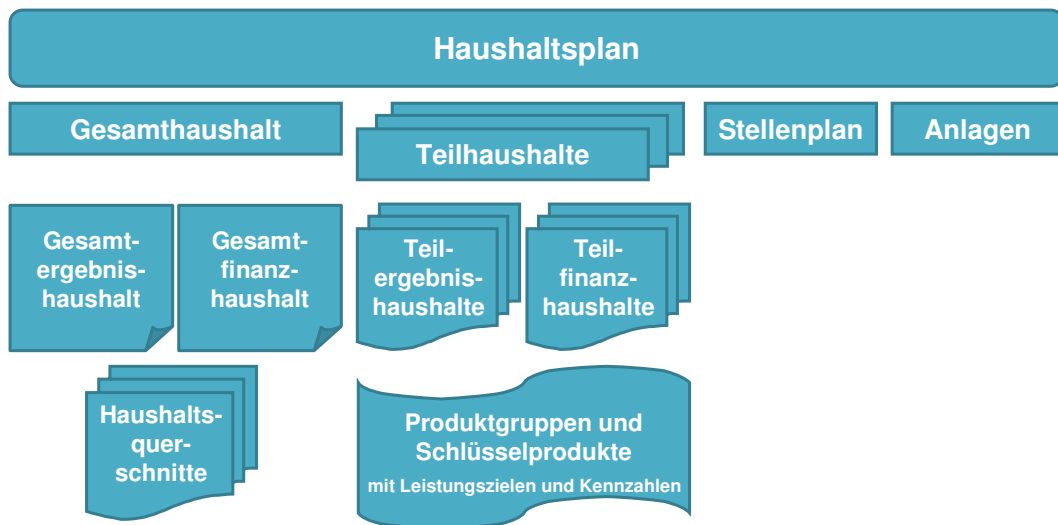 Haushaltsplan
Gesamthaushalt
Teilhaushalte
Stellenplan
Anlagen
Gesamt-
ergebnis-
haushalt
Gesamt-
finanz-
haushalt
Teil-
ergebnis-
haushalte
Teil-
finanz-
haushalte
Haushalts-
quer-
schnitte
Produktgruppen und
Schlüsselprodukte
mit Leistungszielen und Kennzahlen